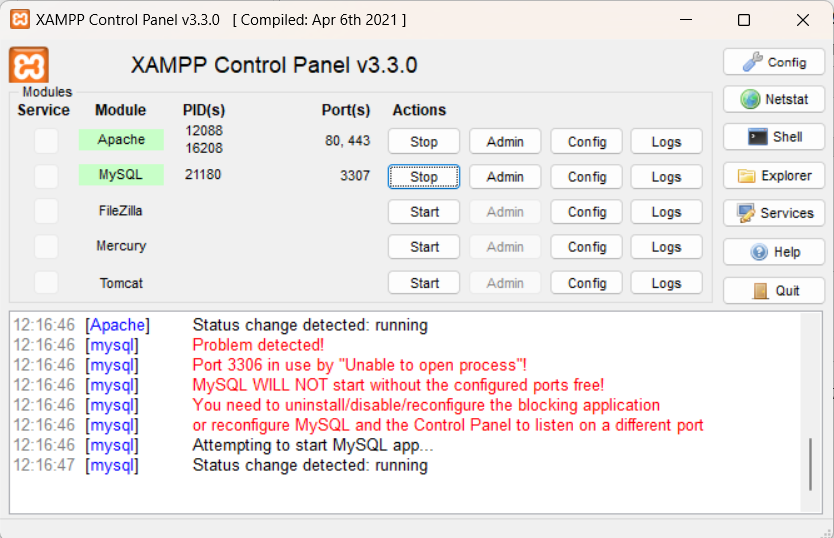 XAMPP Control Panel v3.3.0 [ Compiled: Apr 6th 2021 ]
XAMPP Control Panel v3.3.0
Config
Modules
Service Module PID(s) Port(s) Actions
Netstat
Apache 12088 16208 80, 443 Stop Admin Config Logs
Shell
MySQL 21180 3307 Stop Admin Config Logs
Explorer
FileZilla Start Admin Config Logs
Services
Mercury Start Admin Config Logs
Help
Tomcat Start Admin Config Logs
Quit
12:16:46 [Apache] Status change detected: running
12:16:46 [mysql] Problem detected!
12:16:46 [mysql] Port 3306 in use by "Unable to open process"!
12:16:46 [mysql] MySQL WILL NOT start without the configured ports free!
12:16:46 [mysql] You need to uninstall/disable/reconfigure the blocking application
12:16:46 [mysql] or reconfigure MySQL and the Control Panel to listen on a different port
12:16:46 [mysql] Attempting to start MySQL app...
12:16:47 [mysql] Status change detected: running